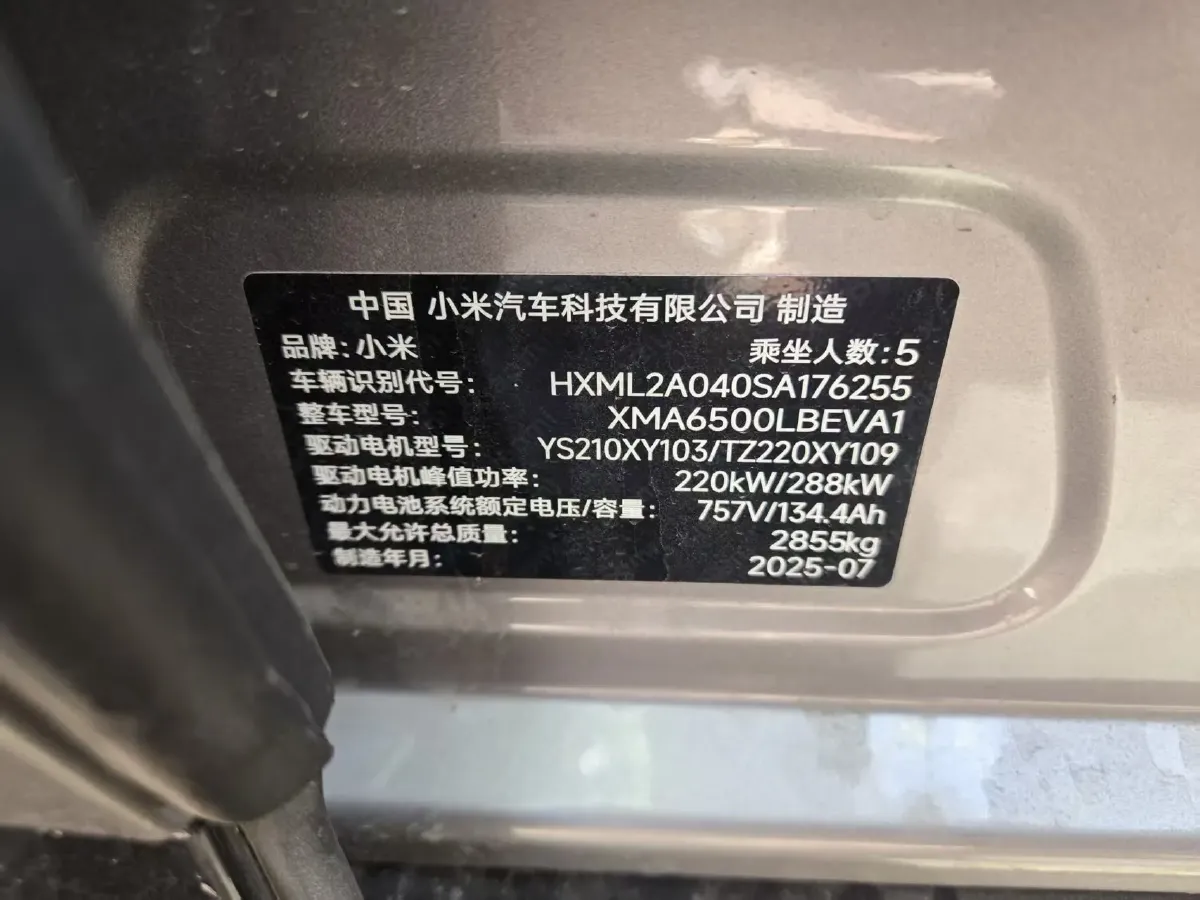 中国 小米汽车科技有限公司 制造
品牌: 小米 乘坐人数: 5
车辆识别代号: HXML2A040SA176255
整车型号: XMA6500LBEVA1
驱动电机型号: YS210XY103/TZ220XY109
驱动电机峰值功率: 220kW/288kW
动力电池系统额定电压/容量: 757V/134.4Ah
最大允许总质量: 2855kg
制造年月: 2025-07